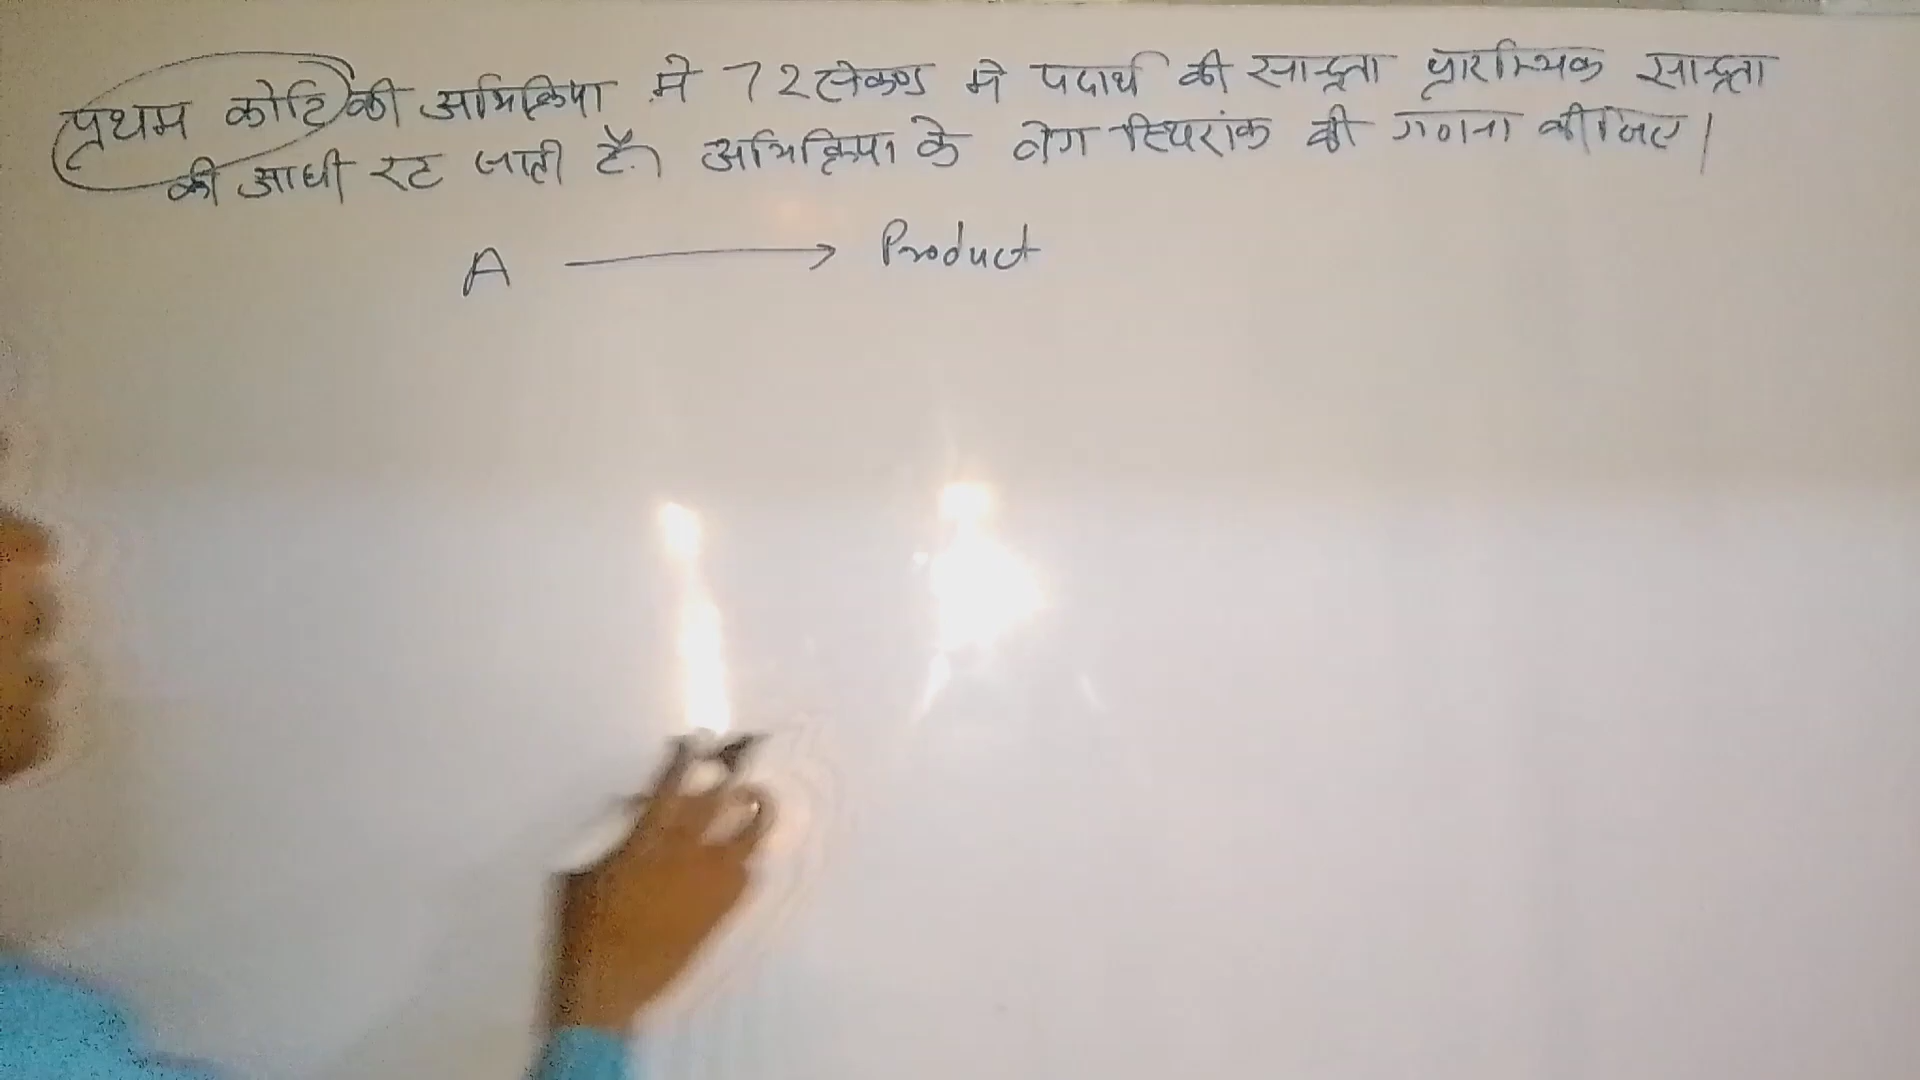 प्रथम कोटि की अभिक्रिया मे 72 सेकण्ड मे पदार्थ की सान्द्रता प्रारम्भिक सान्द्रता
की आधी रह जाती है। अभिक्रिया के वेग स्थिरांक की गणना कीजिए।
A ⟶ Product